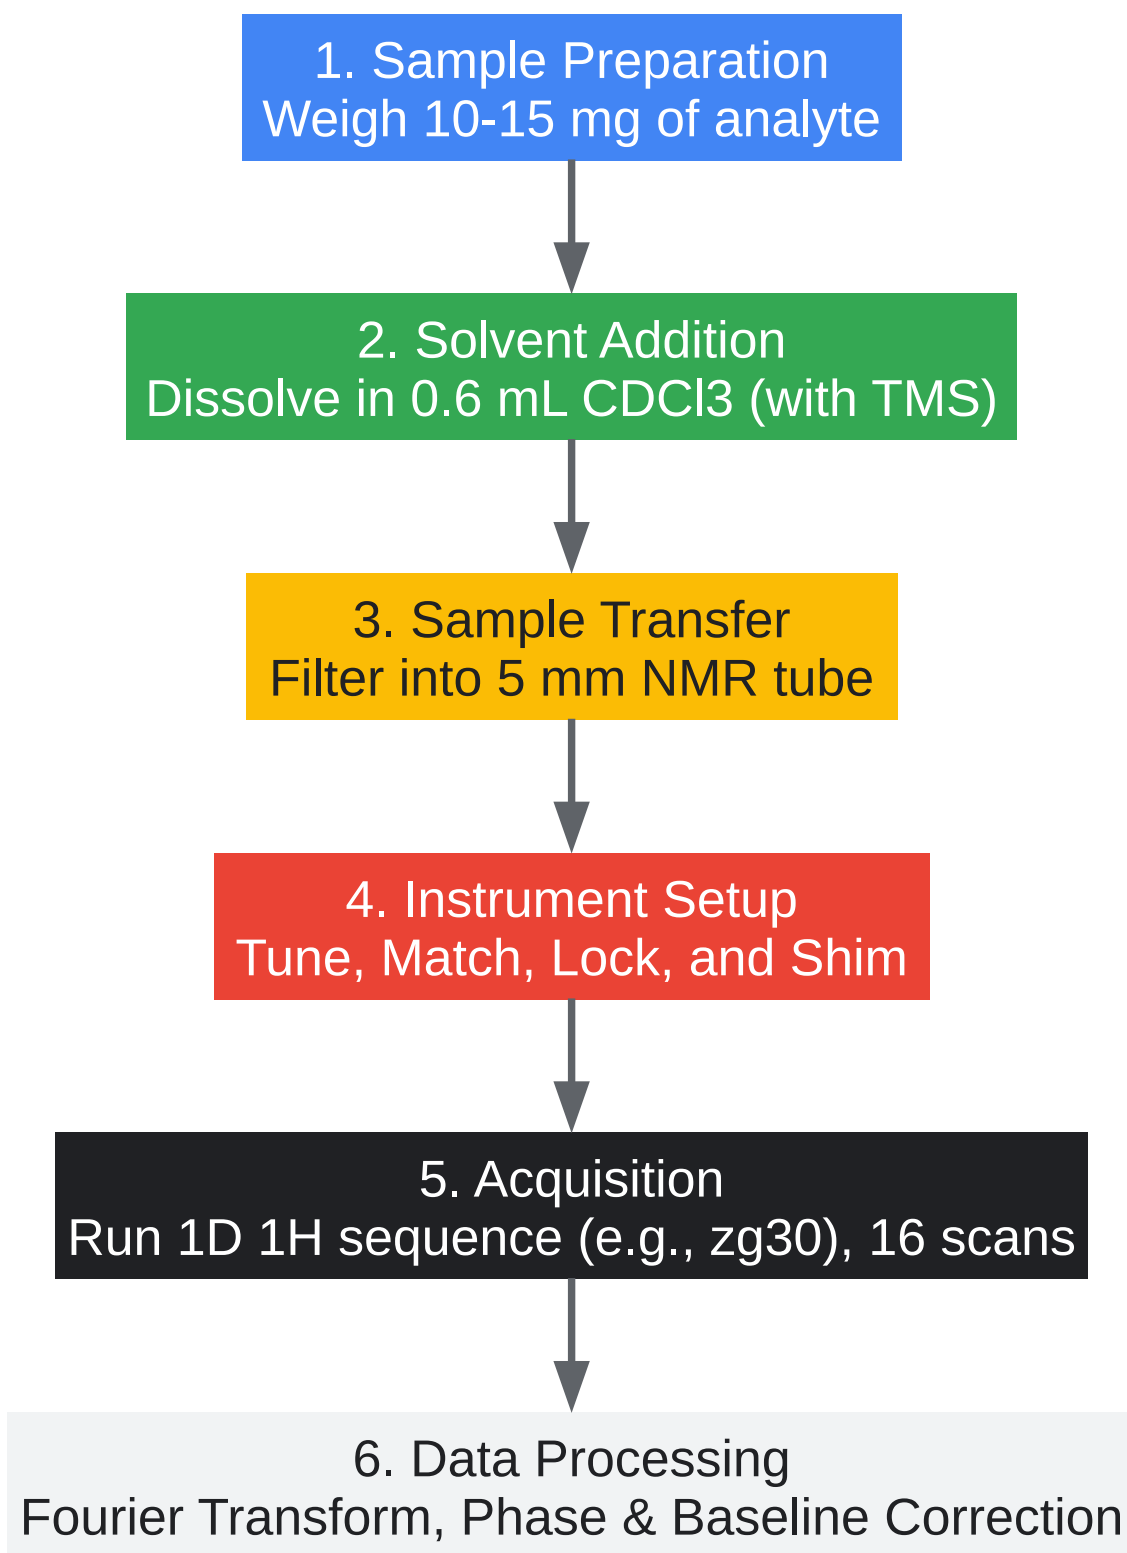 1. Sample Preparation
Weigh 10-15 mg of analyte
2. Solvent Addition
Dissolve in 0.6 mL CDCl3 (with TMS)
3. Sample Transfer
Filter into 5 mm NMR tube
4. Instrument Setup
Tune, Match, Lock, and Shim
5. Acquisition
Run 1D 1H sequence (e.g., zg30), 16 scans
6. Data Processing
Fourier Transform, Phase & Baseline Correction